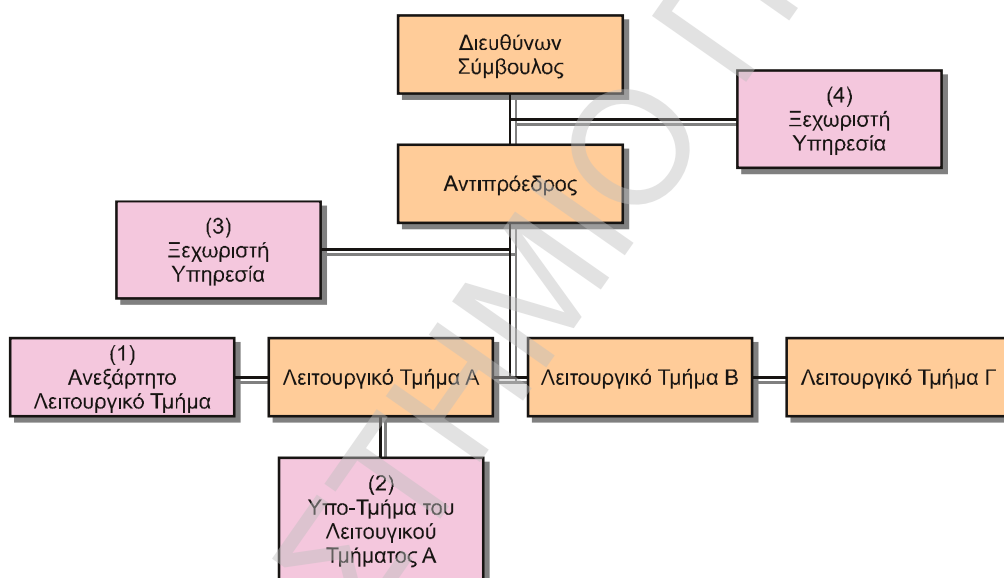 Διευθύνων
Σύμβουλος
(4)
Ξεχωριστή
Υπηρεσία
Αντιπρόεδρος
(3)
Ξεχωριστή
Υπηρεσία
(1)
Ανεξάρτητο
Λειτουργικό Τμήμα
Λειτουργικό Τμήμα Α
Λειτουργικό Τμήμα Β
Λειτουργικό Τμήμα Γ
(2)
Υπο-Τμήμα του
Λειτουγικού
Τμήματος Α
ΣΤΗΜΙΟ Π